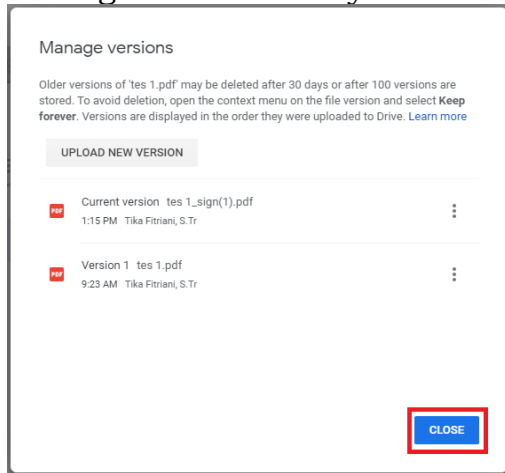 Manage versions
Older versions of 'tes 1.pdf' may be deleted after 30 days or after 100 versions are
stored. To avoid deletion, open the context menu on the file version and select Keep
forever. Versions are displayed in the order they were uploaded to Drive. Learn more
UPLOAD NEW VERSION
PDF Current version tes 1_sign(1).pdf
1:15 PM Tika Fitriani, S.Tr
PDF Version 1 tes 1.pdf
9:23 AM Tika Fitriani, S.Tr
CLOSE